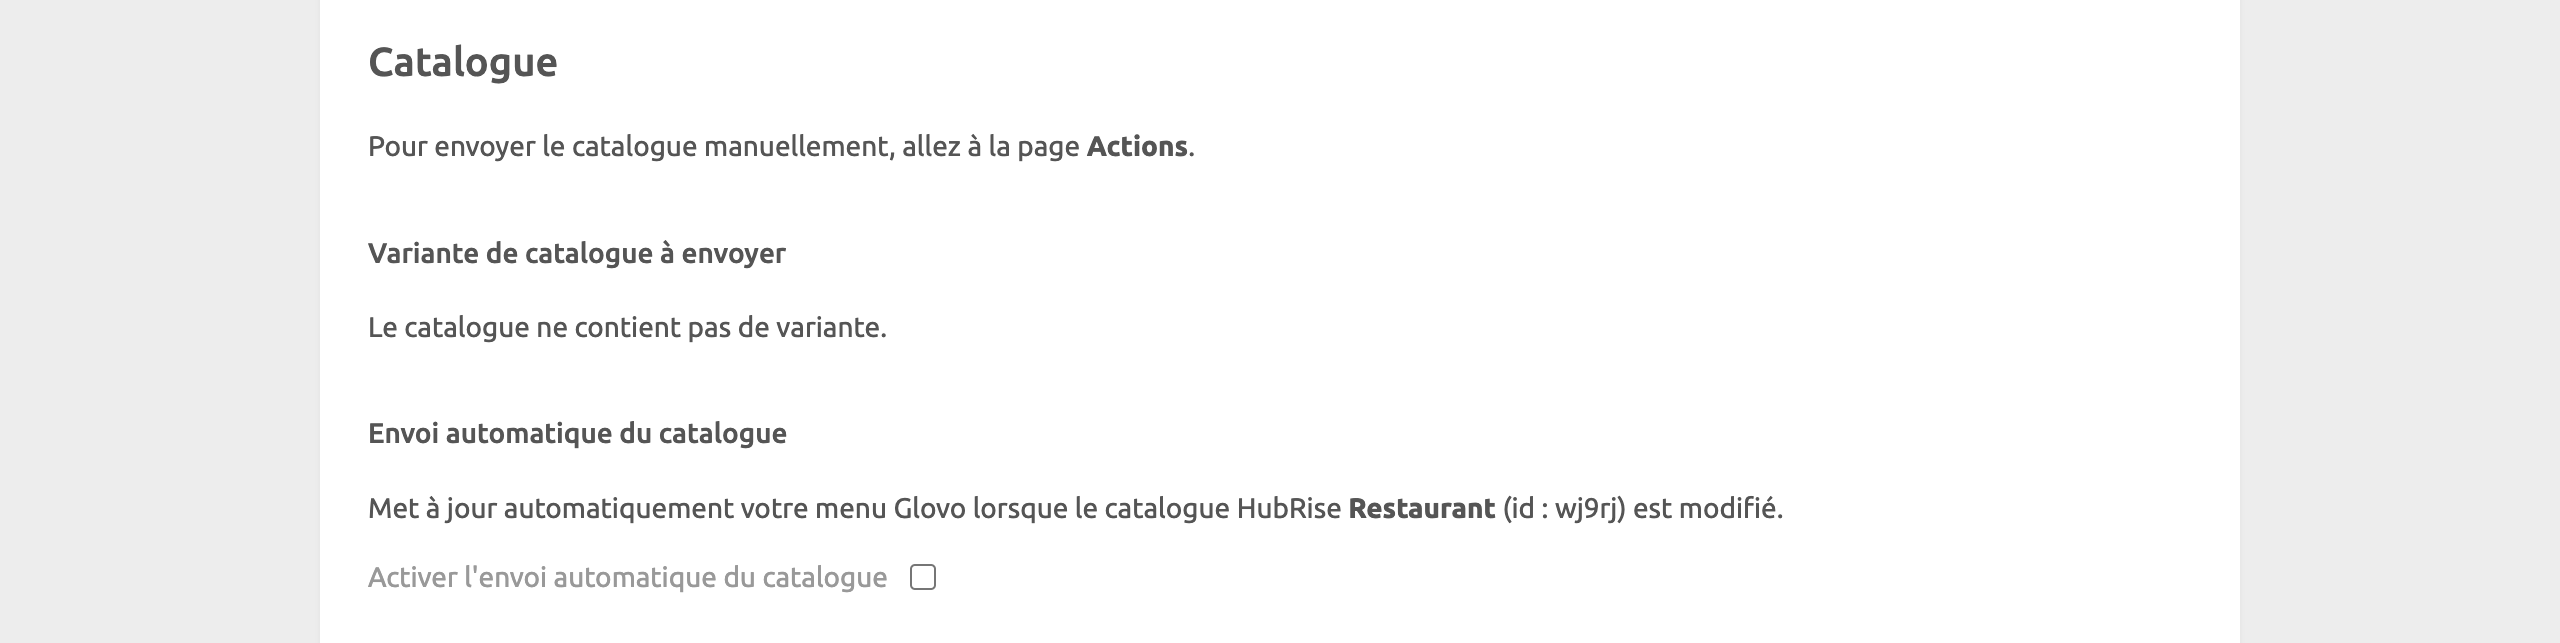 Catalogue
Pour envoyer le catalogue manuellement, allez à la page Actions.
Variante de catalogue à envoyer
Le catalogue ne contient pas de variante.
Envoi automatique du catalogue
Met à jour automatiquement votre menu Glovo lorsque le catalogue HubRise Restaurant (id : wj9rj) est modifié.
Activer l'envoi automatique du catalogue